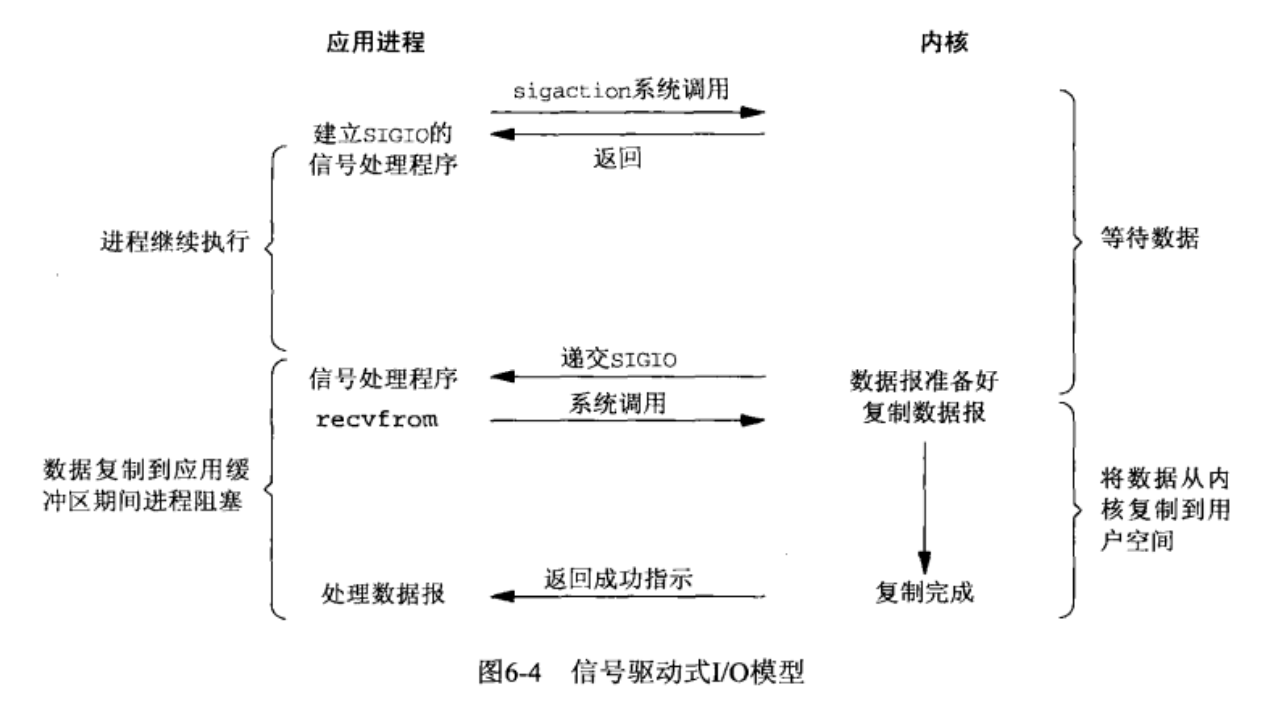 应用进程
内核
sigaction系统调用
建立SIGIO的
信号处理程序
返回
进程继续执行
等待数据
递交SIGIO
信号处理程序
数据报准备好
复制数据报
系统调用
recvfrom
数据复制到应用缓
冲区期间进程阻塞
将数据从内
核复制到用
户空间
返回成功指示
处理数据报
复制完成
图6-4 信号驱动式I/O模型